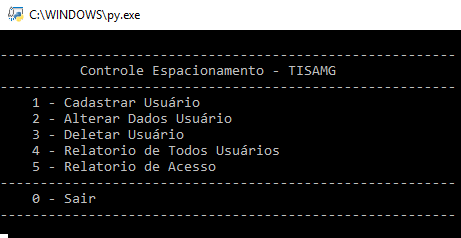 C:\WINDOWS\py.exe
---------------------------------------------------------
Controle Espacionamento - TISAMG
---------------------------------------------------------
1 - Cadastrar Usuário
2 - Alterar Dados Usuário
3 - Deletar Usuário
4 - Relatorio de Todos Usuários
5 - Relatorio de Acesso
---------------------------------------------------------
0 - Sair
---------------------------------------------------------